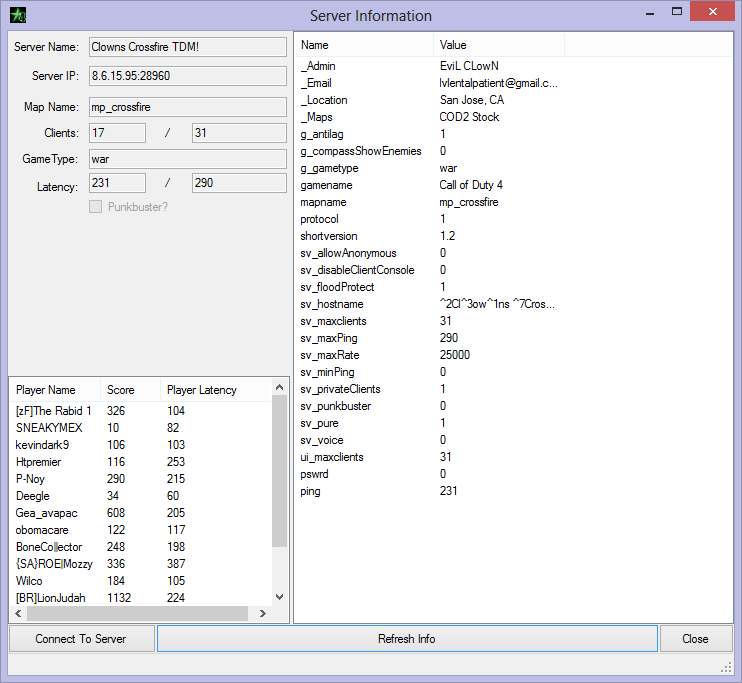 Server Information
Server Name: Clowns Crossfire TDM!
Server IP: 8.6.15.95:28960
Map Name: mp_crossfire
Clients: 17 / 31
GameType: war
Latency: 231 / 290
Punkbuster?
Player Name Score Player Latency
[zF]The Rabid 1 326 104
SNEAKYMEX 10 82
kevindark9 106 103
Htpremier 116 253
P-Noy 290 215
Deegle 34 60
Gea_avapac 608 205
obomacare 122 117
BoneCollector 248 198
{SA}ROE|Mozzy 336 387
Wilco 184 105
[BR]LionJudah 1132 224
Name Value
_Admin EviL CLowN
_Email lvlentalpatient@gmail.c...
_Location San Jose, CA
_Maps COD2 Stock
g_antilag 1
g_compassShowEnemies 0
g_gametype war
gamename Call of Duty 4
mapname mp_crossfire
protocol 1
shortversion 1.2
sv_allowAnonymous 0
sv_disableClientConsole 0
sv_floodProtect 1
sv_hostname ^2Cl^3ow^1ns ^7Cros...
sv_maxclients 31
sv_maxPing 290
sv_maxRate 25000
sv_minPing 0
sv_privateClients 1
sv_punkbuster 0
sv_pure 1
sv_voice 0
ui_maxclients 31
pswrd 0
ping 231
Connect To Server Refresh Info Close